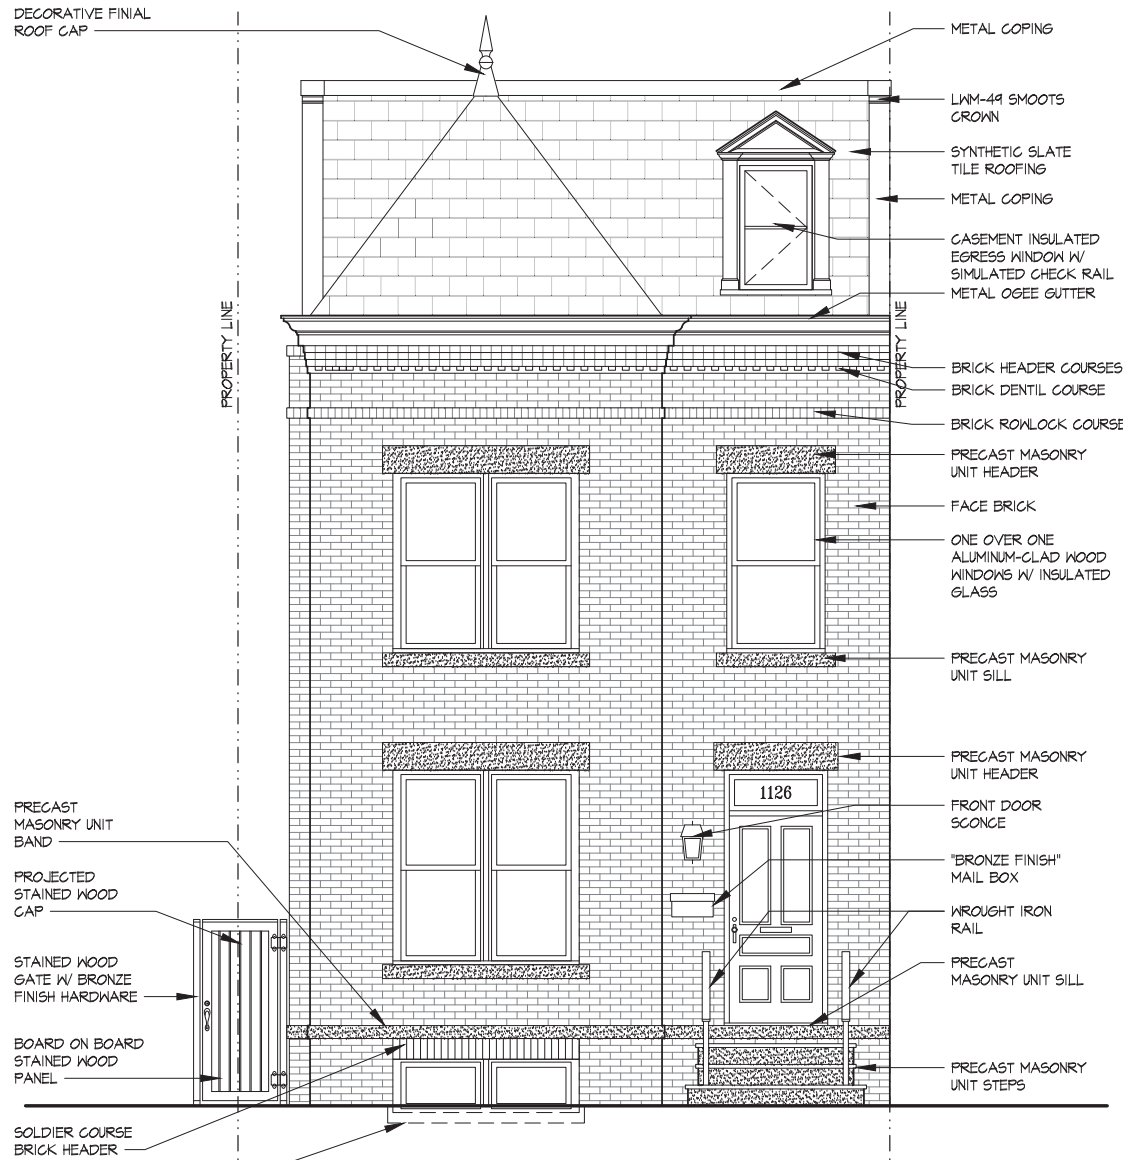 DECORATIVE FINIAL
ROOF CAP
METAL COPING
LWM-49 SMOOTS
CROWN
SYNTHETIC SLATE
TILE ROOFING
METAL COPING
CASEMENT INSULATED
EGRESS WINDOW W/
SIMULATED CHECK RAIL
METAL OGEE GUTTER
PROPERTY LINE
PROPERTY LINE
BRICK HEADER COURSES
BRICK DENTIL COURSE
BRICK ROWLOCK COURSE
PRECAST MASONRY
UNIT HEADER
FACE BRICK
ONE OVER ONE
ALUMINUM-CLAD WOOD
WINDOWS W/ INSULATED
GLASS
PRECAST MASONRY
UNIT SILL
PRECAST MASONRY
UNIT HEADER
1126
FRONT DOOR
SCONCE
"BRONZE FINISH"
MAIL BOX
WROUGHT IRON
RAIL
PRECAST
MASONRY UNIT SILL
PRECAST MASONRY
UNIT STEPS
PRECAST
MASONRY UNIT
BAND
PROJECTED
STAINED WOOD
CAP
STAINED WOOD
GATE W/ BRONZE
FINISH HARDWARE
BOARD ON BOARD
STAINED WOOD
PANEL
SOLDIER COURSE
BRICK HEADER